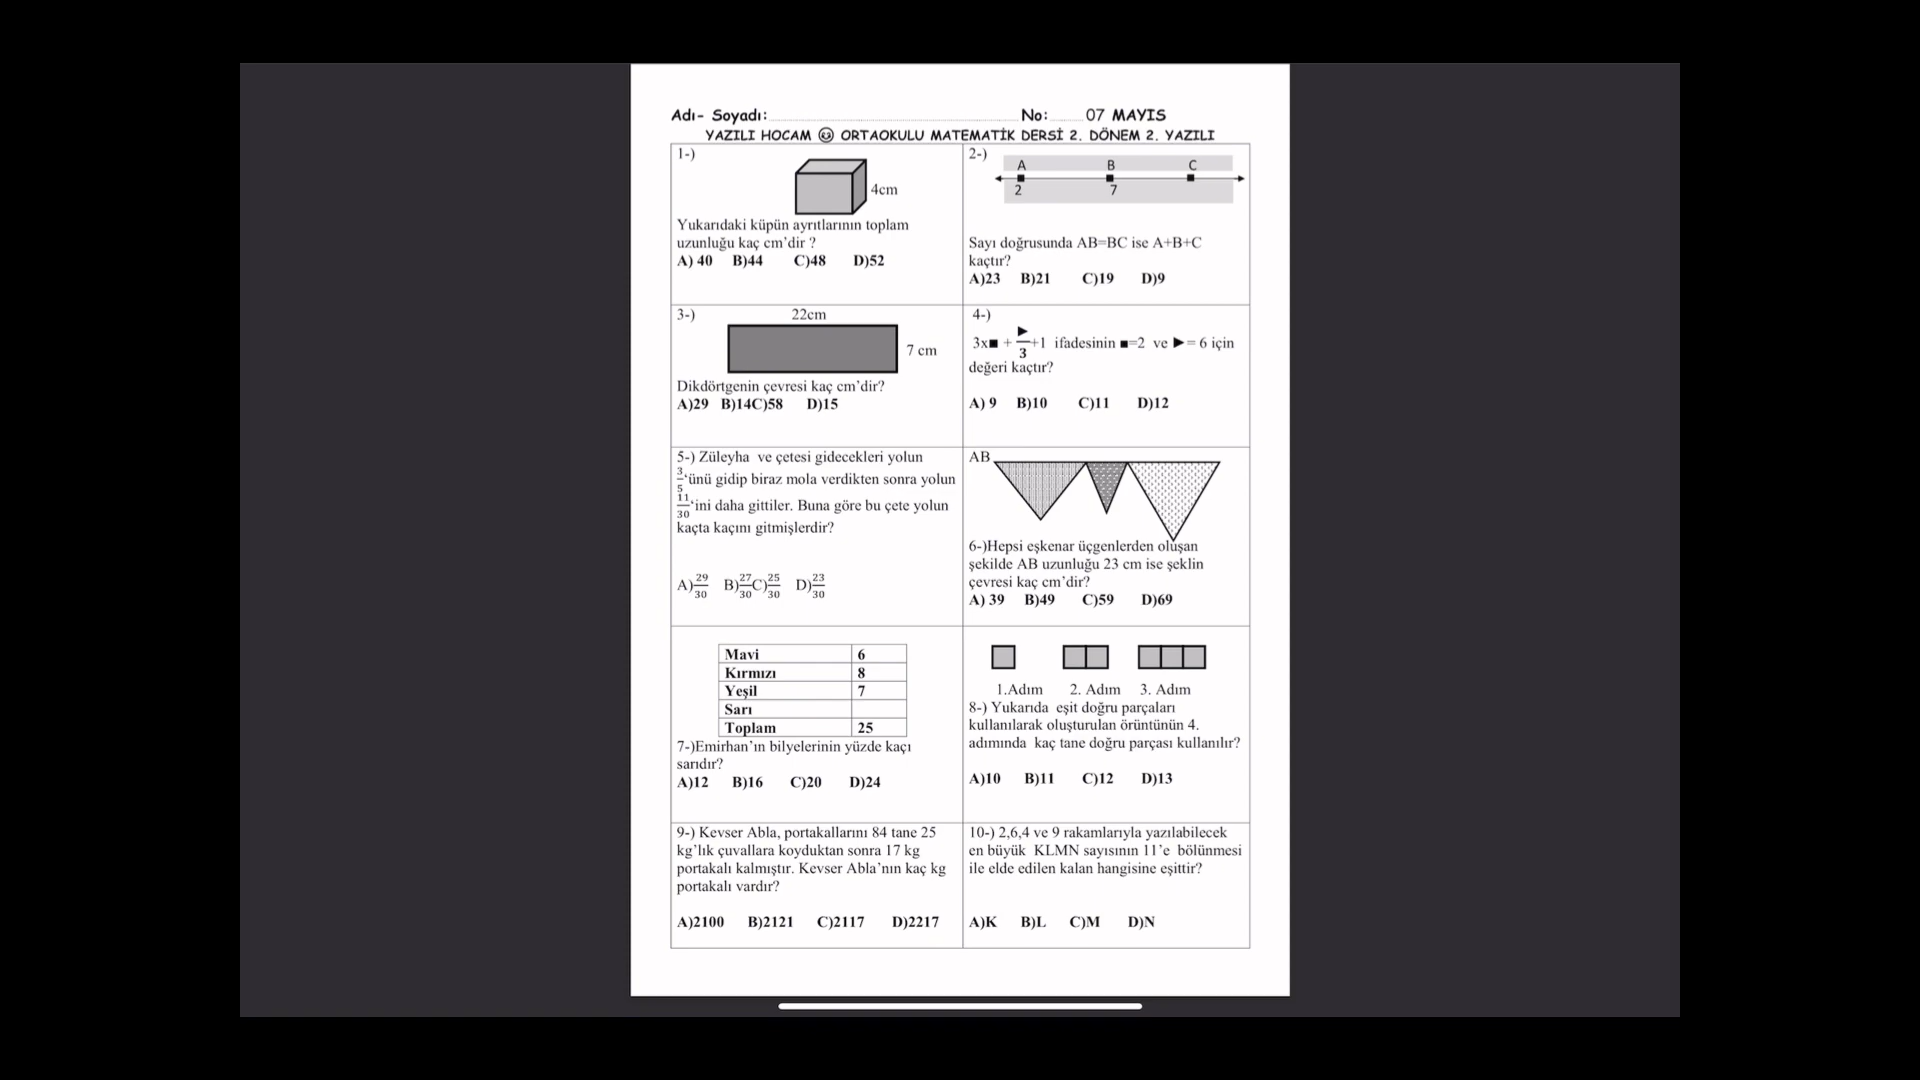 Adı- Soyadı: No: 07 MAYIS
YAZILI HOCAM ORTAOKULU MATEMATİK DERSİ 2. DÖNEM 2. YAZILI
1-)
4cm
Yukarıdaki küpün ayrıtlarının toplam
uzunluğu kaç cm'dir ?
A) 40 B)44 C)48 D)52
2-)
A B C
2 7
Sayı doğrusunda AB=BC ise A+B+C
kaçtır?
A)23 B)21 C)19 D)9
3-)
22cm
7 cm
Dikdörtgenin çevresi kaç cm'dir?
A)29 B)14C)58 D)15
4-)
3x■ + ▶/3 +1 ifadesinin ■=2 ve ▶= 6 için
değeri kaçtır?
A) 9 B)10 C)11 D)12
5-) Züleyha ve çetesi gidecekleri yolun
3/5 'ünü gidip biraz mola verdikten sonra yolun
11/30 'ini daha gittiler. Buna göre bu çete yolun
kaçta kaçını gitmişlerdir?
A)29/30 B)27/30 C)25/30 D)23/30
AB
6-)Hepsi eşkenar üçgenlerden oluşan
şekilde AB uzunluğu 23 cm ise şeklin
çevresi kaç cm'dir?
A) 39 B)49 C)59 D)69
Mavi 6
Kırmızı 8
Yeşil 7
Sarı
Toplam 25
7-)Emirhan'ın bilyelerinin yüzde kaçı
sarıdır?
A)12 B)16 C)20 D)24
1.Adım 2. Adım 3. Adım
8-) Yukarıda eşit doğru parçaları
kullanılarak oluşturulan örüntünün 4.
adımında kaç tane doğru parçası kullanılır?
A)10 B)11 C)12 D)13
9-) Kevser Abla, portakallarını 84 tane 25
kg'lık çuvallara koyduktan sonra 17 kg
portakalı kalmıştır. Kevser Abla'nın kaç kg
portakalı vardır?
A)2100 B)2121 C)2117 D)2217
10-) 2,6,4 ve 9 rakamlarıyla yazılabilecek
en büyük KLMN sayısının 11'e bölünmesi
ile elde edilen kalan hangisine eşittir?
A)K B)L C)M D)N